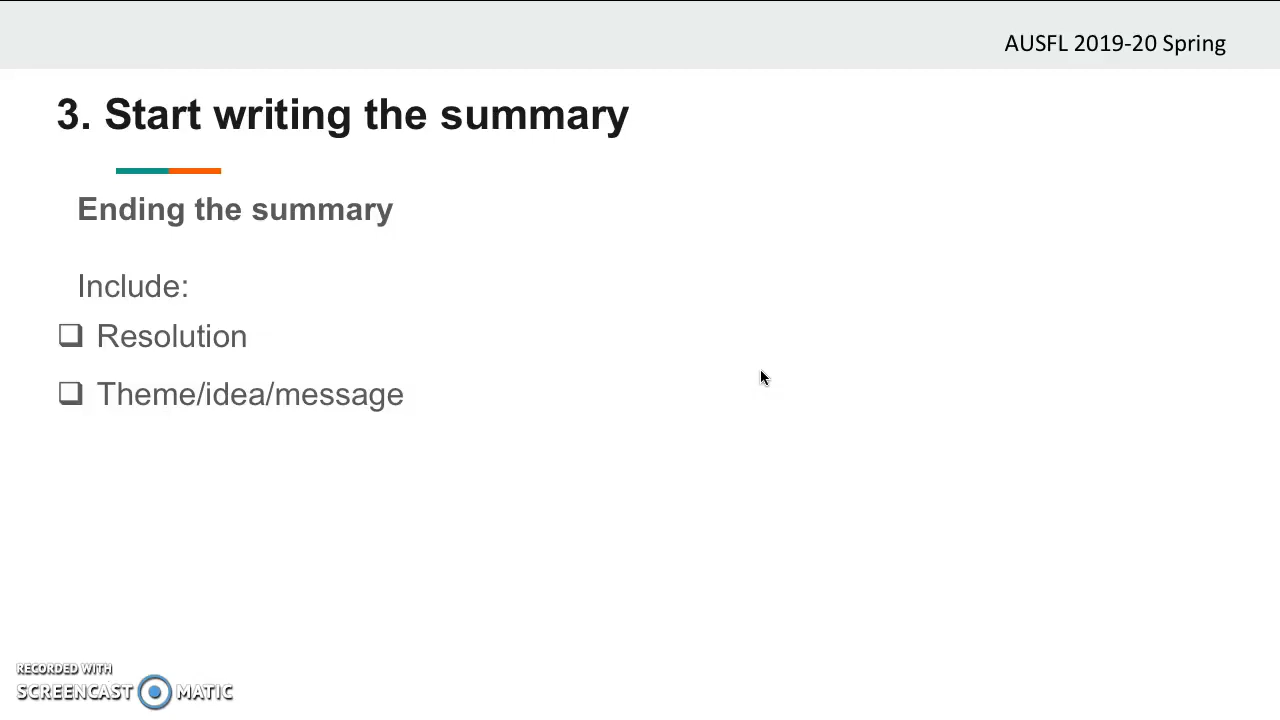 AUSFL 2019-20 Spring
3. Start writing the summary
Ending the summary
Include:
❑ Resolution
❑ Theme/idea/message
RECORDED WITH
SCREENCAST MATIC